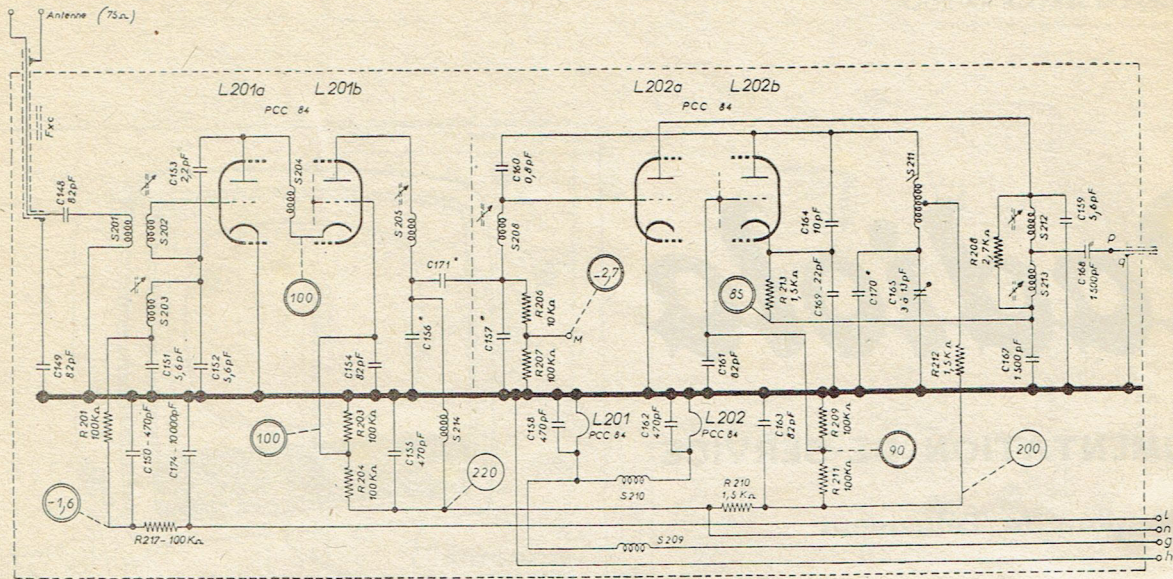 Antenne (75Ω)
Fxc
L201a L201b
PCC 84
L202a L202b
PCC 84
C148
82pF
S201
S202
C153
2,2pF
S204
S205
C160
0,8pF
S208
C164
10pF
S211
R208
2,7KΩ
S212
C159
5,6pF
S213
C168
1500pF
P
q
S203
100
C171*
-2,7
85
R213
1,5KΩ
C169-22pF
C170*
C165
3 à 13pF
C149
82pF
C151
5,6pF
C152
5,6pF
C154
82pF
C156*
C157*
R206
10KΩ
R207
100KΩ
M
C161
82pF
R212
1,5KΩ
C167
1500pF
R201
100KΩ
C150-470pF
C174-10000pF
100
R203
100KΩ
R204
100KΩ
C155
470pF
S214
220
C158
470pF
L201
PCC 84
C162
470pF
L202
PCC 84
C163
82pF
R209
100KΩ
R211
100KΩ
90
200
-1,6
R217-100KΩ
S210
R210
1,5KΩ
S209
l
n
g
h